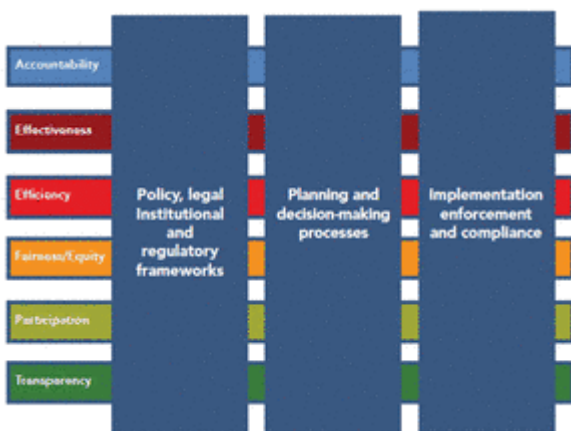 Accountability
Effectiveness
Efficiency
Fairness/Equity
Participation
Transparency
Policy, legal
Institutional
and
regulatory
frameworks
Planning and
decision-making
processes
Implementation
enforcement
and compliance